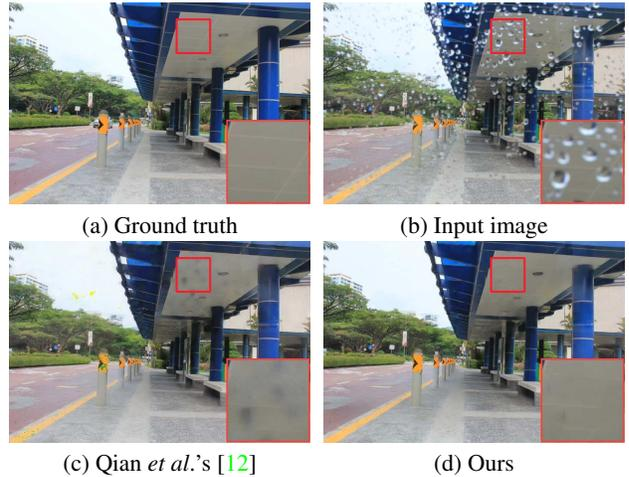 (a) Ground truth
(b) Input image
(c) Qian et al.'s [12]
(d) Ours